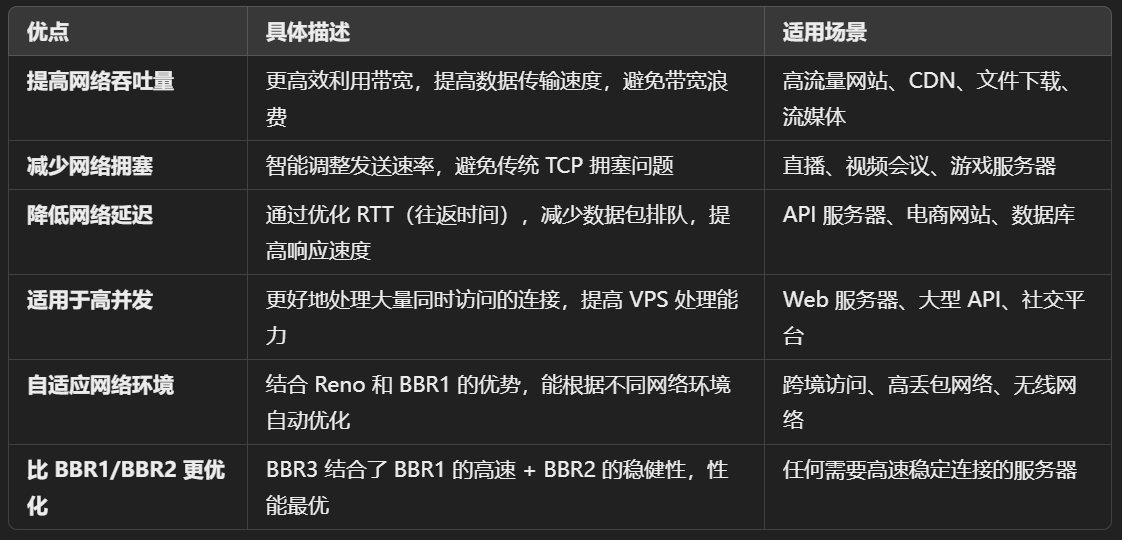 优点 具体描述 适用场景
提高网络吞吐量 更高效利用带宽，提高数据传输速度，避免带宽浪 高流量网站、CDN、文件下载、
费 流媒体
减少网络拥塞 智能调整发送速率，避免传统 TCP 拥塞问题 直播、视频会议、游戏服务器
降低网络延迟 通过优化 RTT（往返时间），减少数据包排队，提 API 服务器、电商网站、数据库
高响应速度
适用于高并发 更好地处理大量同时访问的连接，提高 VPS 处理能 Web 服务器、大型 API、社交平
力 台
自适应网络环境 结合 Reno 和 BBR1 的优势，能根据不同网络环境 跨境访问、高丢包网络、无线网
自动优化 络
比 BBR1/BBR2 更优 BBR3 结合了 BBR1 的高速 + BBR2 的稳健性，性 任何需要高速稳定连接的服务器
化 能最优